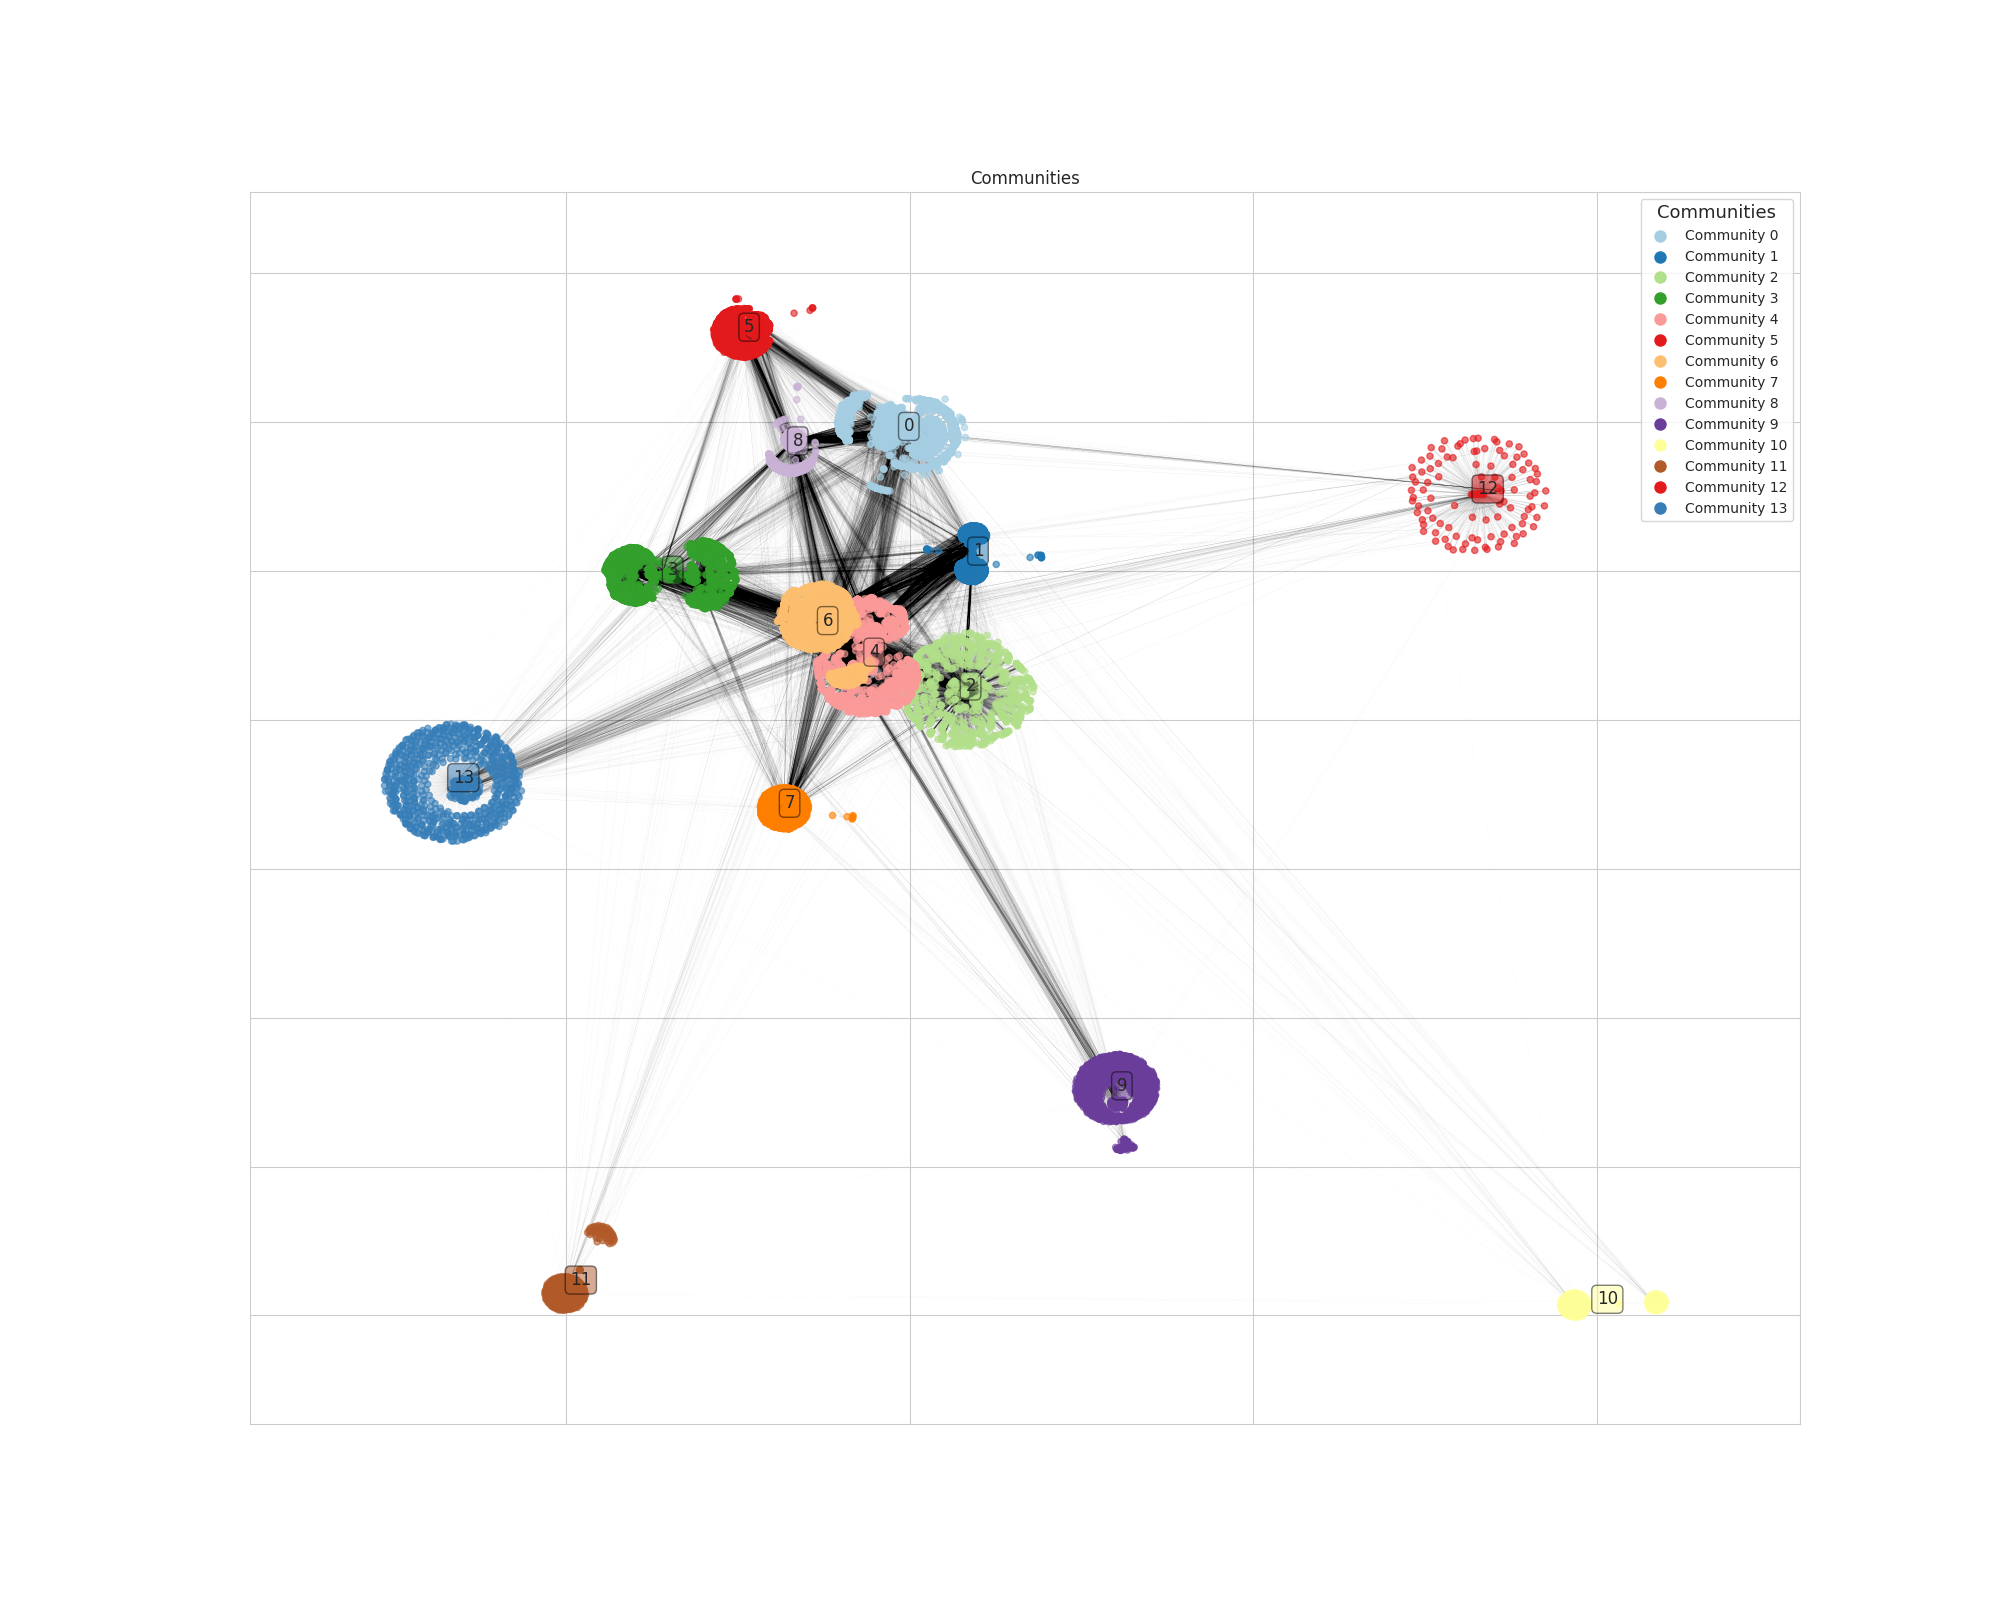 Communities
Communities
Community 0
Community 1
Community 2
Community 3
Community 4
Community 5
Community 6
Community 7
Community 8
Community 9
Community 10
Community 11
Community 12
Community 13
5
0
8
12
1
3
6
4
2
13
7
9
11
10